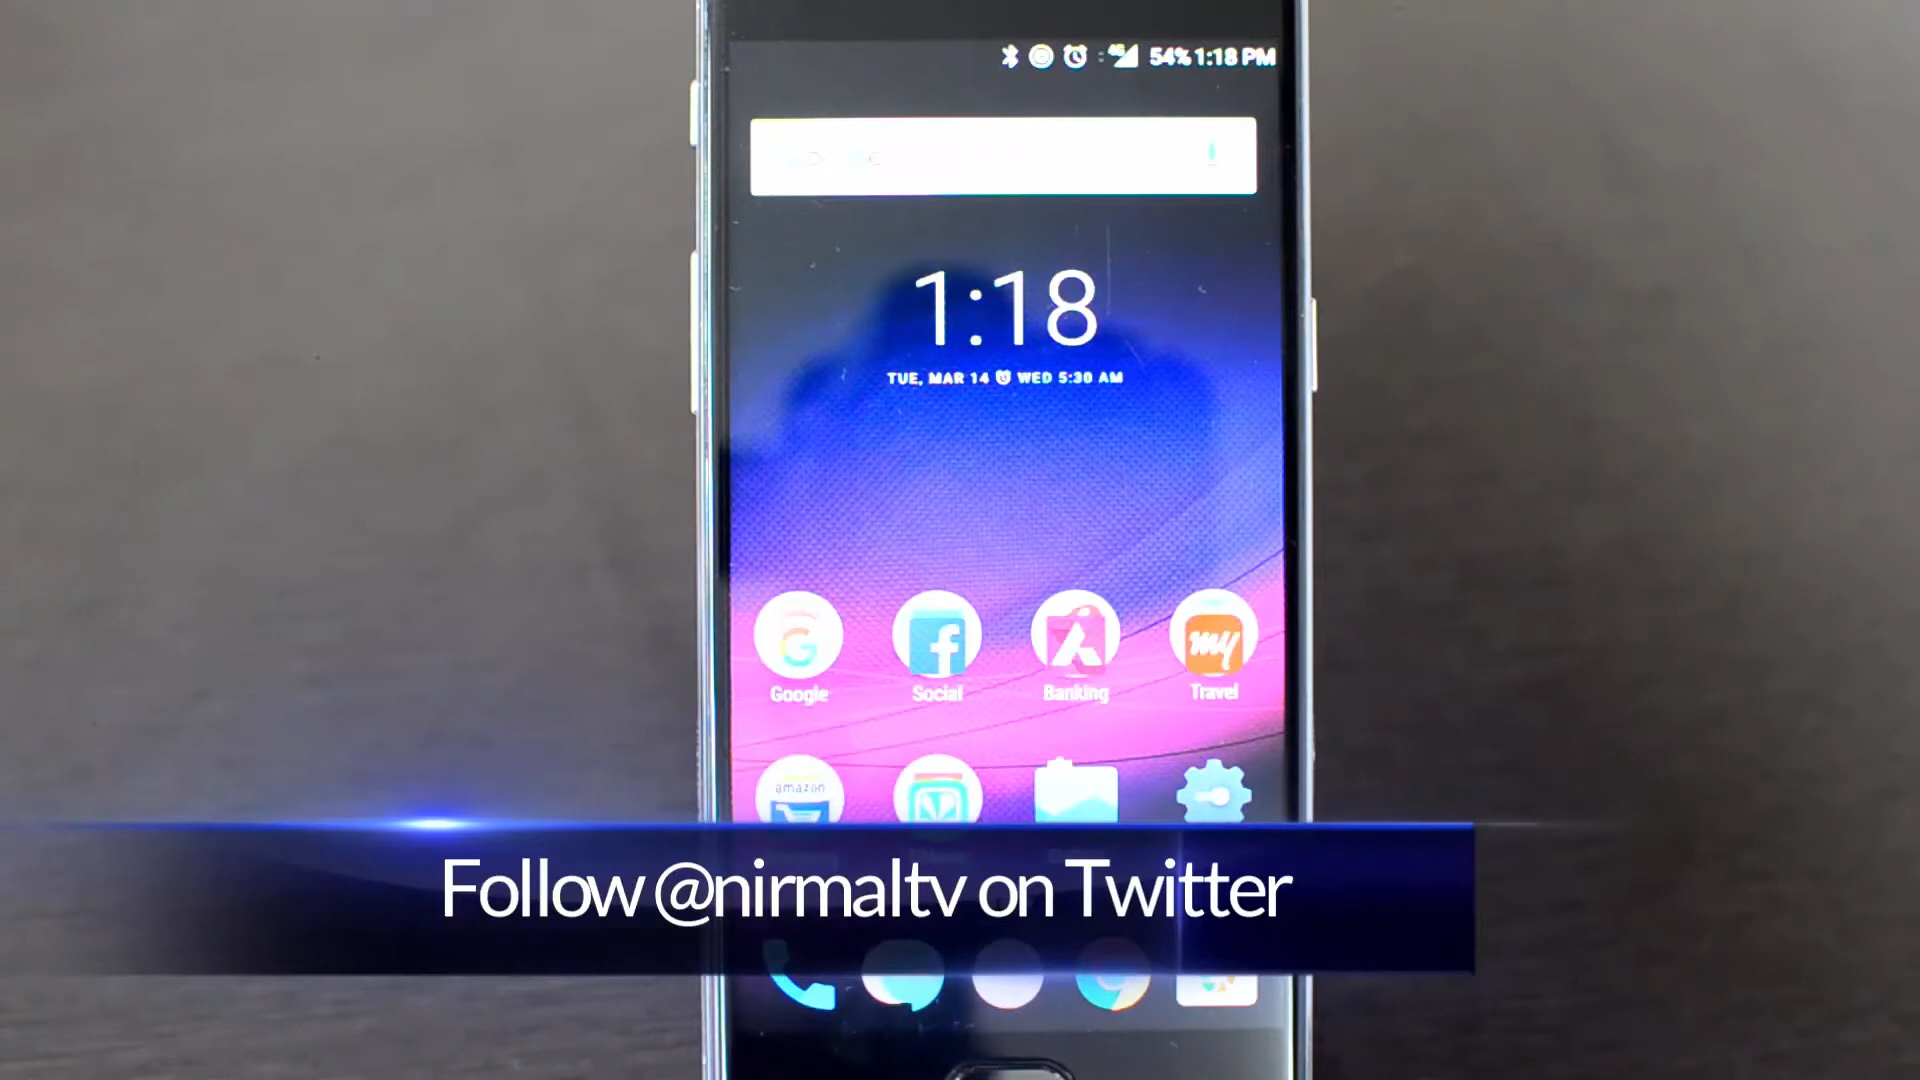 4G 54% 1:18 PM
1:18
TUE, MAR 14 WED 5:30 AM
Google Social Banking Travel
amazon
Follow @nirmaltv on Twitter